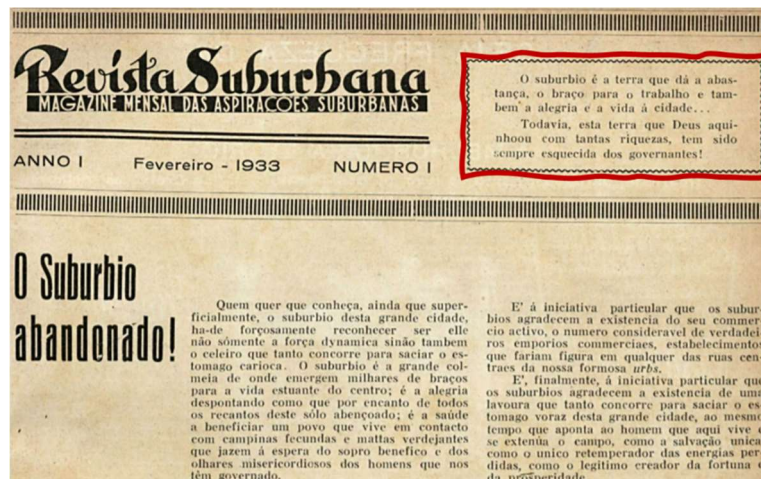 Revista Suburbana
MAGAZINE MENSAL DAS ASPIRAÇÕES SUBURBANAS
ANNO I Fevereiro - 1933 NUMERO I
O suburbio é a terra que dá a abas-
tança, o braço para o trabalho e tam-
bem a alegria e a vida á cidade...
Todavia, esta terra que Deus aqui-
nhoou com tantas riquezas, tem sido
sempre esquecida dos governantes!
O Suburbio
abandonado!
Quem quer que conheça, ainda que super-
ficialmente, o suburbio desta grande cidade,
ha-de forçosamente reconhecer ser elle
não sómente a força dynamica sinão tambem
o celeiro que tanto concorre para saciar o es-
tomago carioca. O suburbio é a grande col-
meia de onde emergem milhares de braços
para a vida estuante do centro; é a alegria
despontando como por encanto de todos
os recantos deste sólo abençoado; é a saúde
a beneficiar um povo que vive em contacto
com campinas fecundas e mattas verdejantes
que jazem á espera do sopro benefico e dos
olhares misericordiosos dos homens que nos
têm governado.
E' á iniciativa particular que os subur-
bios agradecem a existencia do seu commer-
cio activo, o numero consideravel de verdadei-
ros emporios commerciaes, estabelecimentos
que fariam figura em qualquer das ruas cen-
traes da nossa formosa urbs.
E', finalmente, á iniciativa particular que
os suburbios agradecem a existencia de uma
lavoura que tanto concorre para saciar o es-
tomago voraz desta grande cidade, ao mesmo
tempo que aponta ao homem que aqui vive e
se extenúa o campo, como a salvação unica,
como o unico retemperador das energias per-
didas, como o legitimo creador da fortuna e
da prosperidade